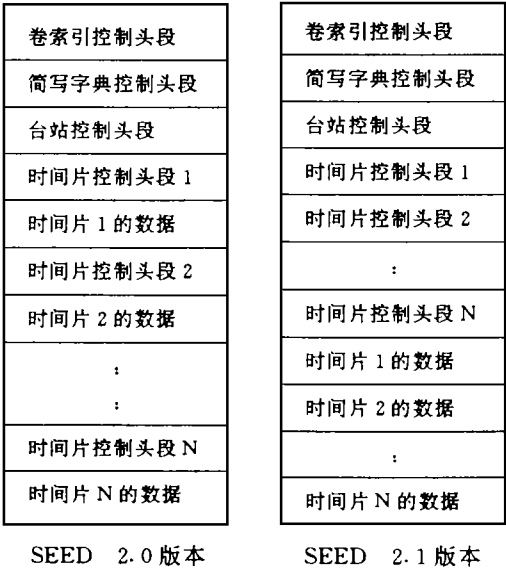 卷索引控制头段
简写字典控制头段
台站控制头段
时间片控制头段 1
时间片 1 的数据
时间片控制头段 2
时间片 2 的数据
:
:
时间片控制头段 N
时间片 N 的数据
SEED 2.0 版本
卷索引控制头段
简写字典控制头段
台站控制头段
时间片控制头段 1
时间片控制头段 2
:
时间片控制头段 N
时间片 1 的数据
时间片 2 的数据
:
时间片 N 的数据
SEED 2.1 版本